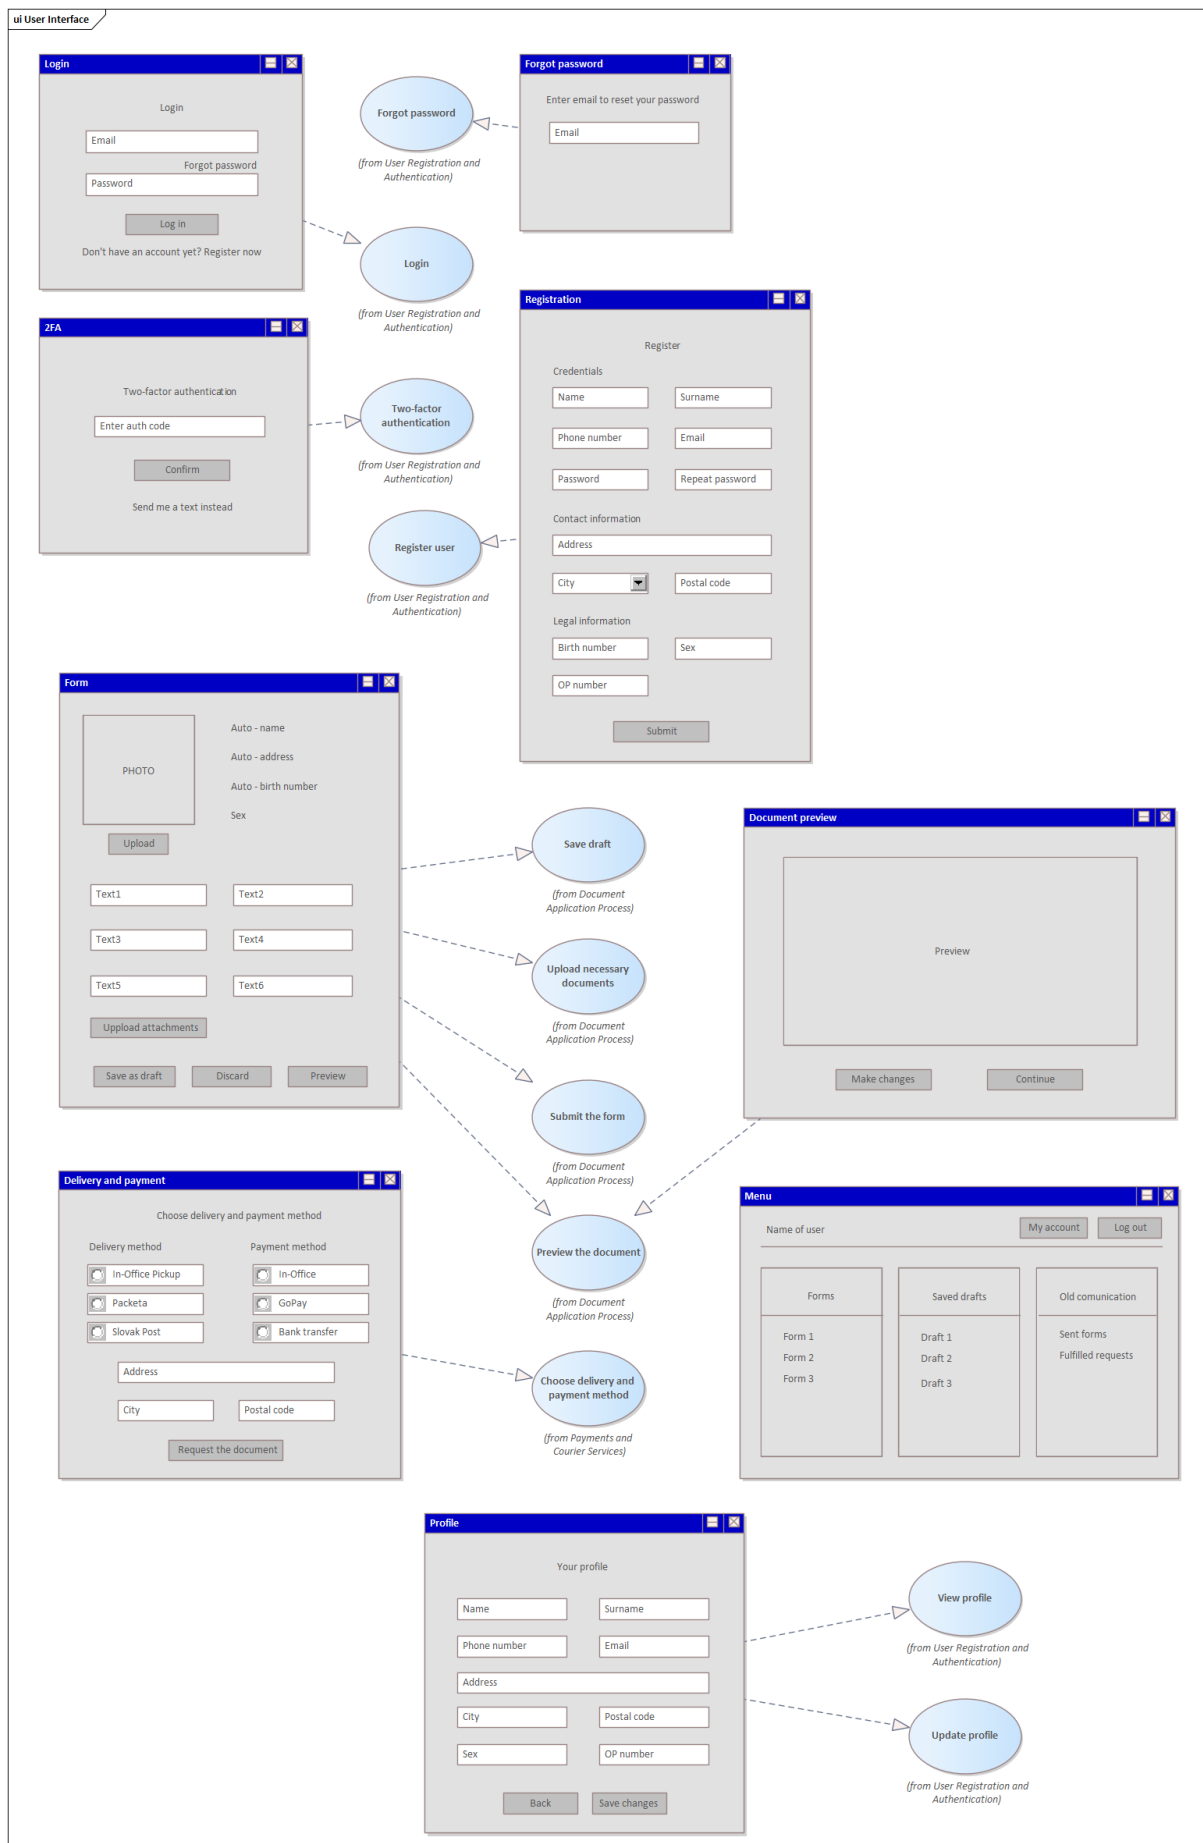 ui User Interface
Login
Login
Email
Forgot password
Password
Log in
Don't have an account yet? Register now
Forgot password
(from User Registration and
Authentication)
Forgot password
Enter email to reset your password
Email
Login
(from User Registration and
Authentication)
2FA
Two-factor authentication
Enter auth code
Confirm
Send me a text instead
Two-factor
authentication
(from User Registration and
Authentication)
Register user
(from User Registration and
Authentication)
Registration
Register
Credentials
Name
Surname
Phone number
Email
Password
Repeat password
Contact information
Address
City
Postal code
Legal information
Birth number
Sex
OP number
Submit
Form
PHOTO
Auto - name
Auto - address
Auto - birth number
Sex
Upload
Text1
Text2
Text3
Text4
Text5
Text6
Uppload attachments
Save as draft
Discard
Preview
Save draft
(from Document
Application Process)
Upload necessary
documents
(from Document
Application Process)
Submit the form
(from Document
Application Process)
Preview the document
(from Document
Application Process)
Document preview
Preview
Make changes
Continue
Delivery and payment
Choose delivery and payment method
Delivery method
Payment method
In-Office Pickup
In-Office
Packeta
GoPay
Slovak Post
Bank transfer
Address
City
Postal code
Request the document
Choose delivery and
payment method
(from Payments and
Courier Services)
Menu
Name of user
My account
Log out
Forms
Form 1
Form 2
Form 3
Saved drafts
Draft 1
Draft 2
Draft 3
Old comunication
Sent forms
Fulfilled requests
Profile
Your profile
Name
Surname
Phone number
Email
Address
City
Postal code
Sex
OP number
Back
Save changes
View profile
(from User Registration and
Authentication)
Update profile
(from User Registration and
Authentication)